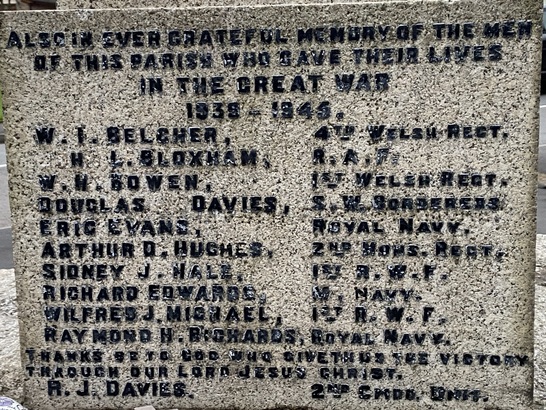 ALSO IN EVER GRATEFUL MEMORY OF THE MEN
OF THIS PARISH WHO GAVE THEIR LIVES
IN THE GREAT WAR
1939 - 1945.
W. I. BELCHER, 4TH WELSH REGT.
H. L. BLOXHAM, R. A. F.
W. H. BOWEN, 1ST WELSH REGT.
DOUGLAS DAVIES, S. W. BORDERERS
ERIC EVANS, ROYAL NAVY.
ARTHUR D. HUGHES, 2ND MONS. REGT,
SIDNEY J. HALE, 1ST R. W. F.
RICHARD EDWARDS, M. NAVY.
WILFRED J. MICHAEL, 1ST R. W. F.
RAYMOND H. RICHARDS, ROYAL NAVY.
THANKS BE TO GOD WHO GIVETH US THE VICTORY
THROUGH OUR LORD JESUS CHRIST.
R. J. DAVIES. 2ND CMDO. UNIT.